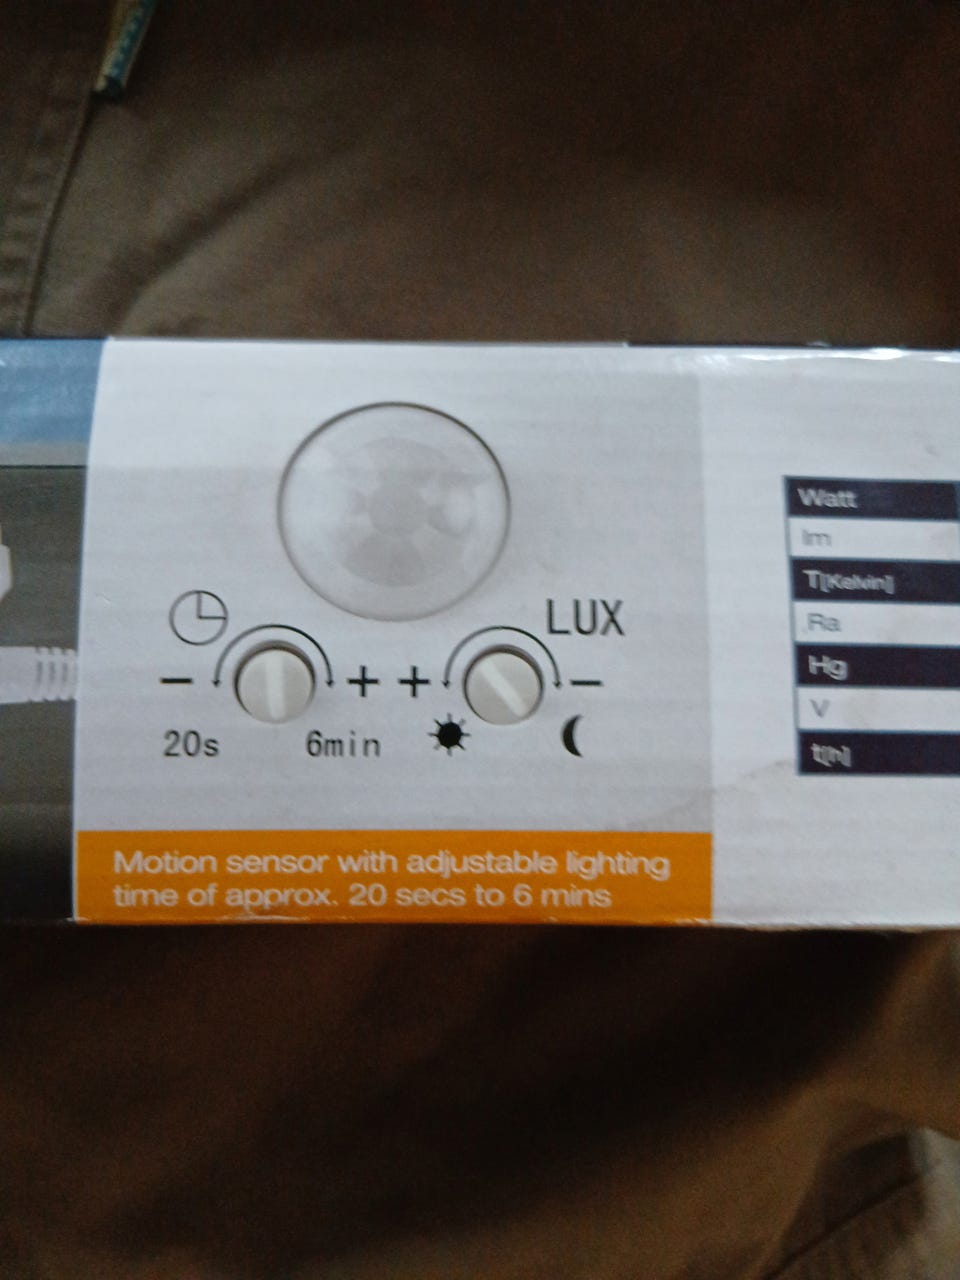 LUX
− + + −
20s 6min
Motion sensor with adjustable lighting
time of approx. 20 secs to 6 mins
Watt
lm
T[Kelvin]
Ra
Hg
V
t[h]